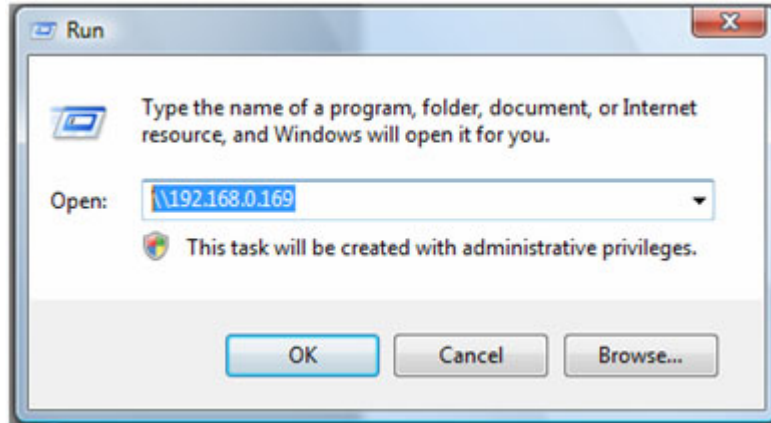 Run
Type the name of a program, folder, document, or Internet
resource, and Windows will open it for you.
Open: \\192.168.0.169
This task will be created with administrative privileges.
OK Cancel Browse...